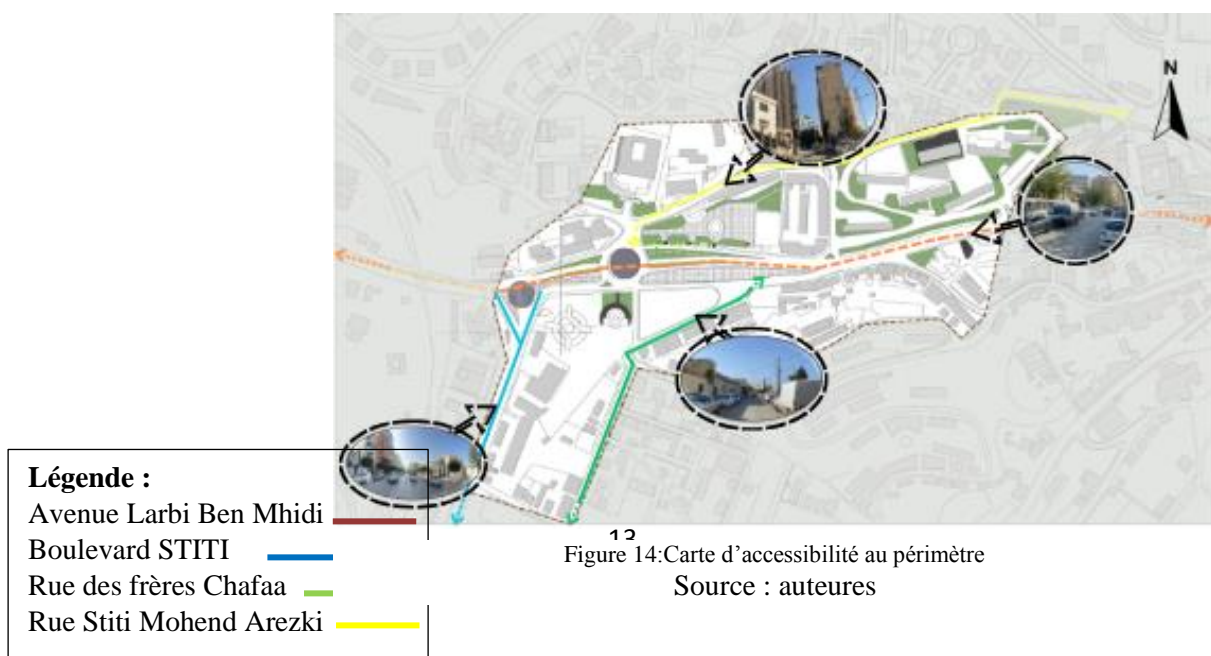 N
Légende :
Avenue Larbi Ben Mhidi
Boulevard STITI
Rue des frères Chafaa
Rue Stiti Mohend Arezki
13
Figure 14:Carte d’accessibilité au périmètre
Source : auteures